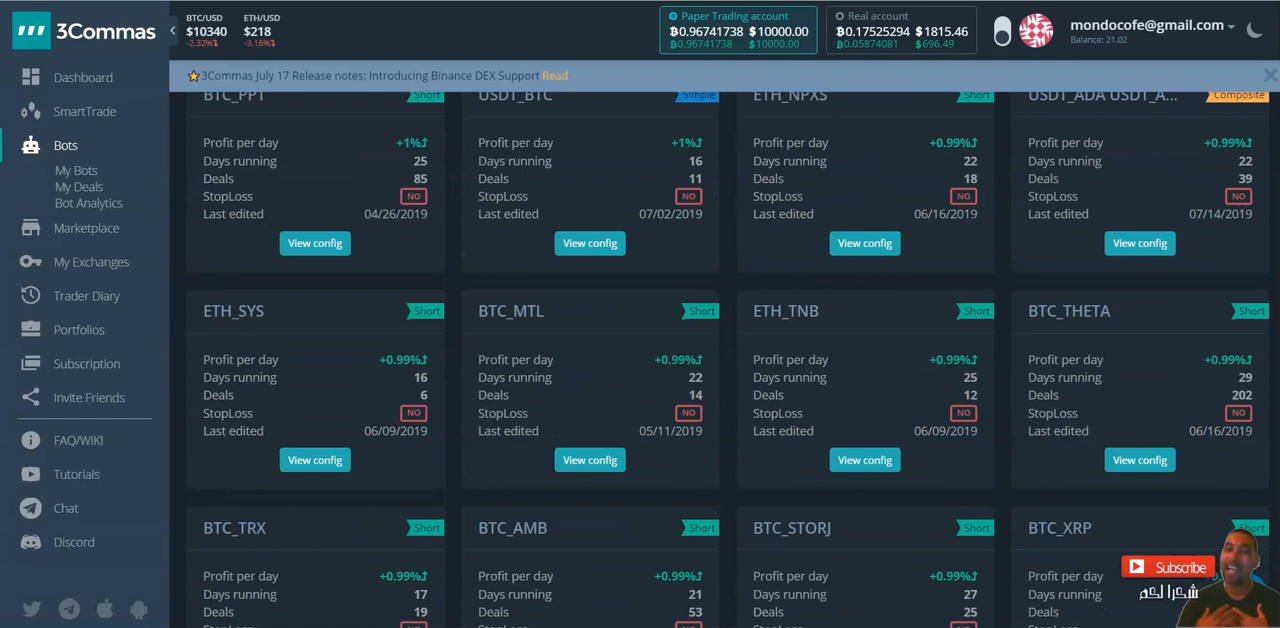 3Commas
BTC/USD
$10340
-2.32%
ETH/USD
$218
-3.16%
Paper Trading account
₿0.96741738 $10000.00
₿0.96741738 $10000.00
Real account
₿0.17525294 $1815.46
₿0.05874081 $696.49
mondocofe@gmail.com
Balance: 21.02
3Commas July 17 Release notes: Introducing Binance DEX Support Read
Dashboard
SmartTrade
Bots
My Bots
My Deals
Bot Analytics
Marketplace
My Exchanges
Trader Diary
Portfolios
Subscription
Invite Friends
FAQ/WIKI
Tutorials
Chat
Discord
BTC_PPT Short
Profit per day +1%
Days running 25
Deals 85
StopLoss NO
Last edited 04/26/2019
View config
USDT_BTC Simple
Profit per day +1%
Days running 16
Deals 11
StopLoss NO
Last edited 07/02/2019
View config
ETH_NPXS Short
Profit per day +0.99%
Days running 22
Deals 18
StopLoss NO
Last edited 06/16/2019
View config
USDT_ADA USDT_A... Composite
Profit per day +0.99%
Days running 22
Deals 39
StopLoss NO
Last edited 07/14/2019
View config
ETH_SYS Short
Profit per day +0.99%
Days running 16
Deals 6
StopLoss NO
Last edited 06/09/2019
View config
BTC_MTL Short
Profit per day +0.99%
Days running 22
Deals 14
StopLoss NO
Last edited 05/11/2019
View config
ETH_TNB Short
Profit per day +0.99%
Days running 25
Deals 12
StopLoss NO
Last edited 06/09/2019
View config
BTC_THETA Short
Profit per day +0.99%
Days running 29
Deals 202
StopLoss NO
Last edited 06/16/2019
View config
BTC_TRX Short
Profit per day +0.99%
Days running 17
Deals 19
BTC_AMB Short
Profit per day +0.99%
Days running 21
Deals 53
BTC_STORJ Short
Profit per day +0.99%
Days running 27
Deals 25
BTC_XRP Short
Profit per day
Days running
Deals
Subscribe
شكرا لكم